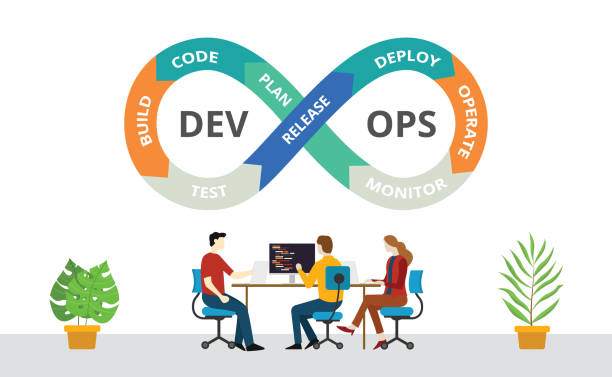 CODE
PLAN
BUILD
DEV
TEST
RELEASE
DEPLOY
OPS
OPERATE
MONITOR